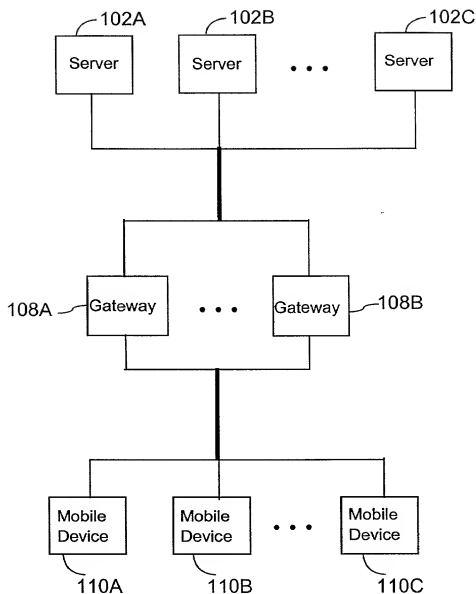 102A
102B
102C
Server
Server
Server
108A
Gateway
Gateway
108B
Mobile
Device
Mobile
Device
Mobile
Device
110A
110B
110C